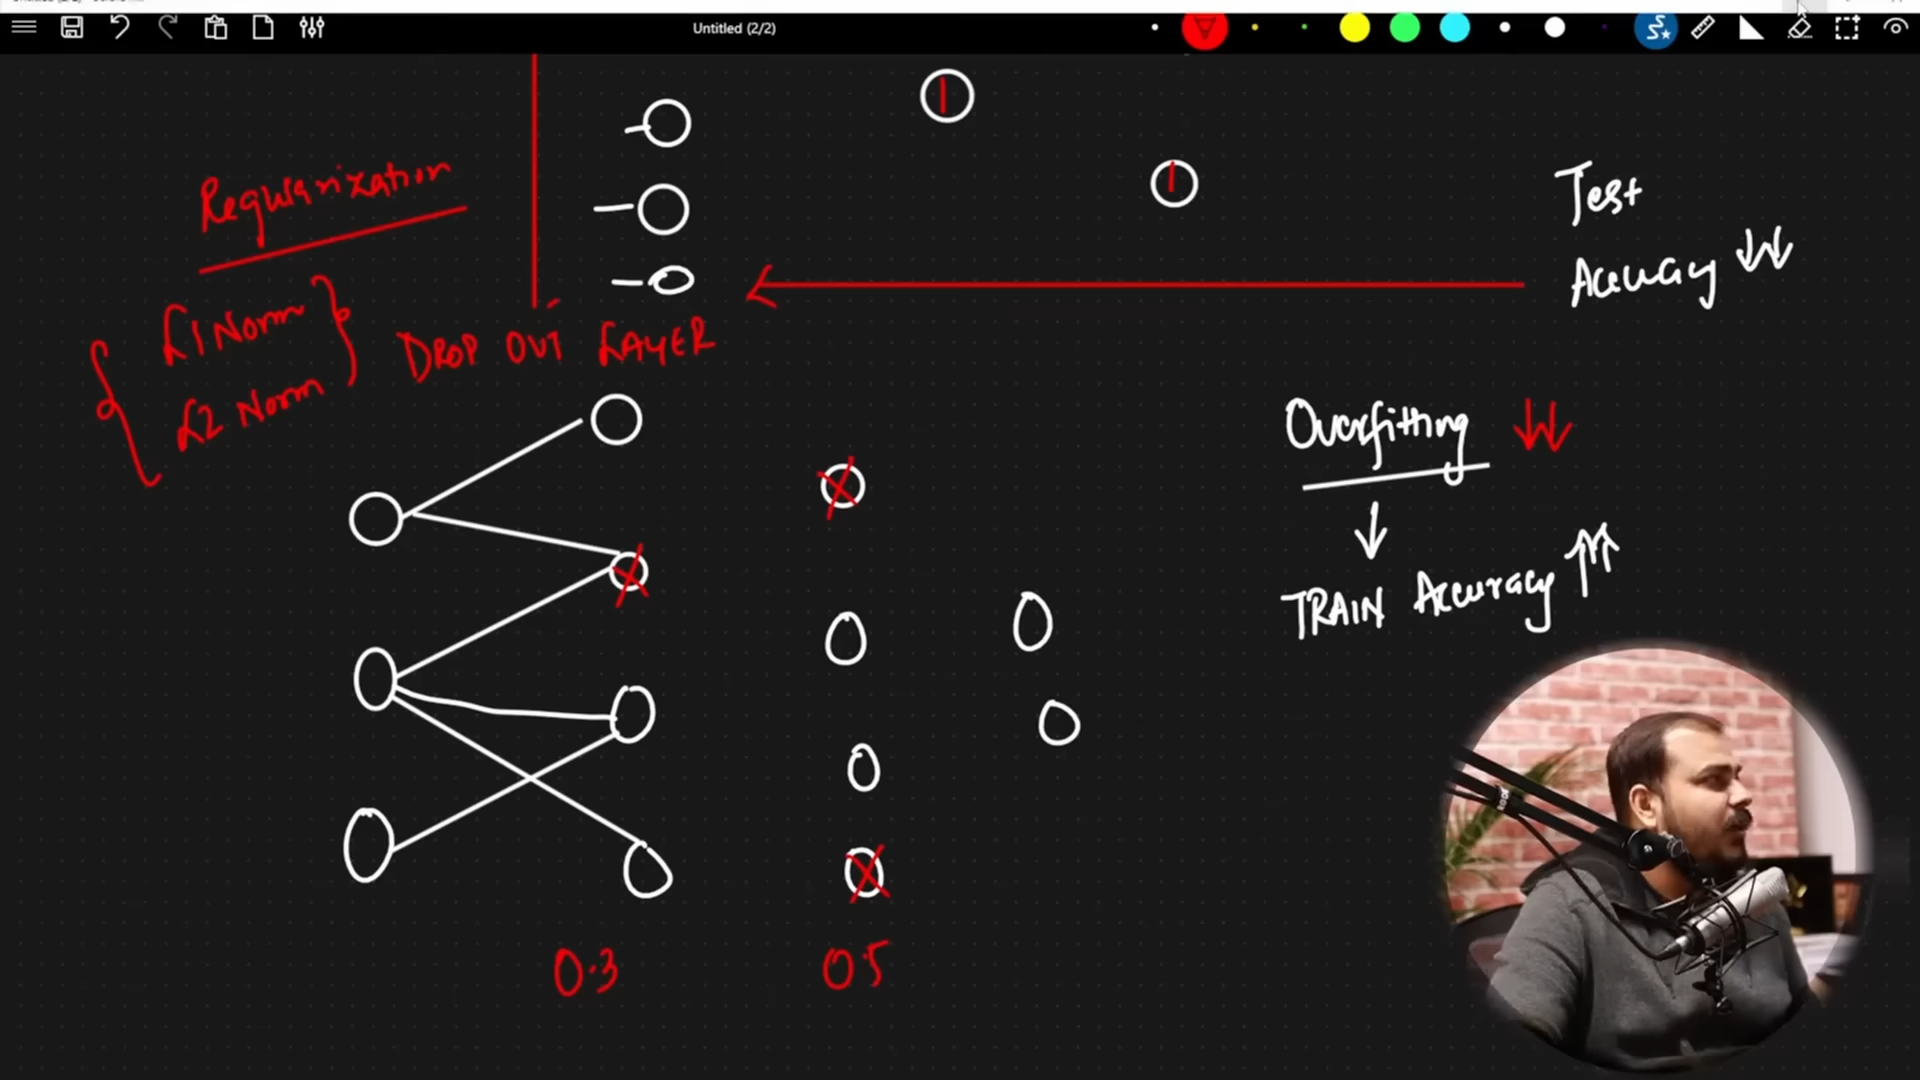 Untitled (2/2)
Regularization
L1 Norm
L2 Norm
DROP OUT LAYER
Test
Accuracy
Overfitting
TRAIN Accuracy
0.3
0.5